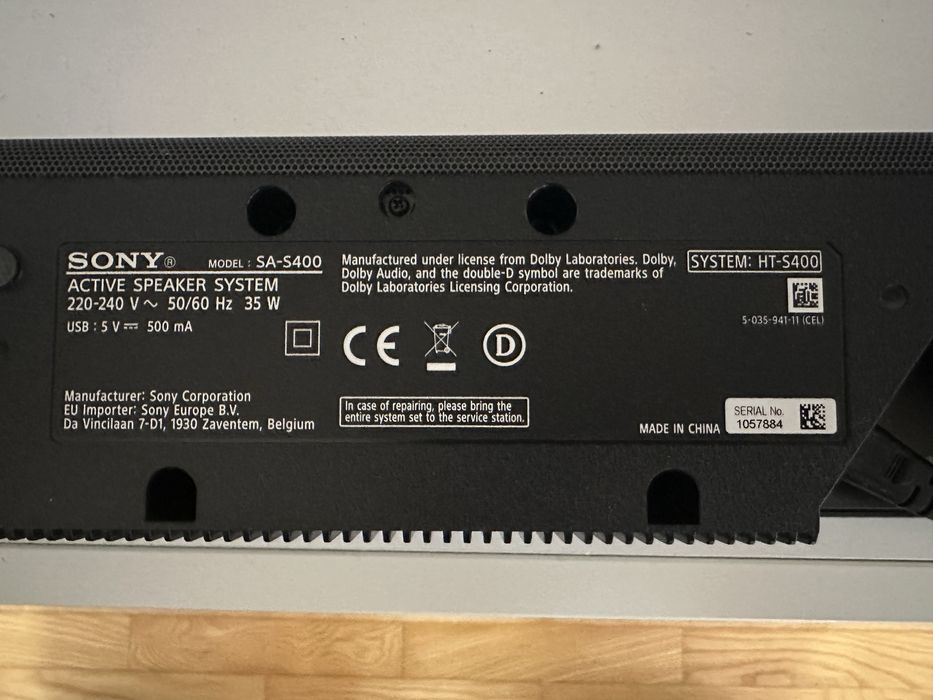 SONY® MODEL : SA-S400
ACTIVE SPEAKER SYSTEM
220-240 V ~ 50/60 Hz 35 W
USB : 5 V ⎓ 500 mA
Manufactured under license from Dolby Laboratories. Dolby,
Dolby Audio, and the double-D symbol are trademarks of
Dolby Laboratories Licensing Corporation.
SYSTEM: HT-S400
5-035-941-11 (CEL)
CE
D
Manufacturer: Sony Corporation
EU Importer: Sony Europe B.V.
Da Vincilaan 7-D1, 1930 Zaventem, Belgium
In case of repairing, please bring the
entire system set to the service station.
MADE IN CHINA
SERIAL No.
1057884